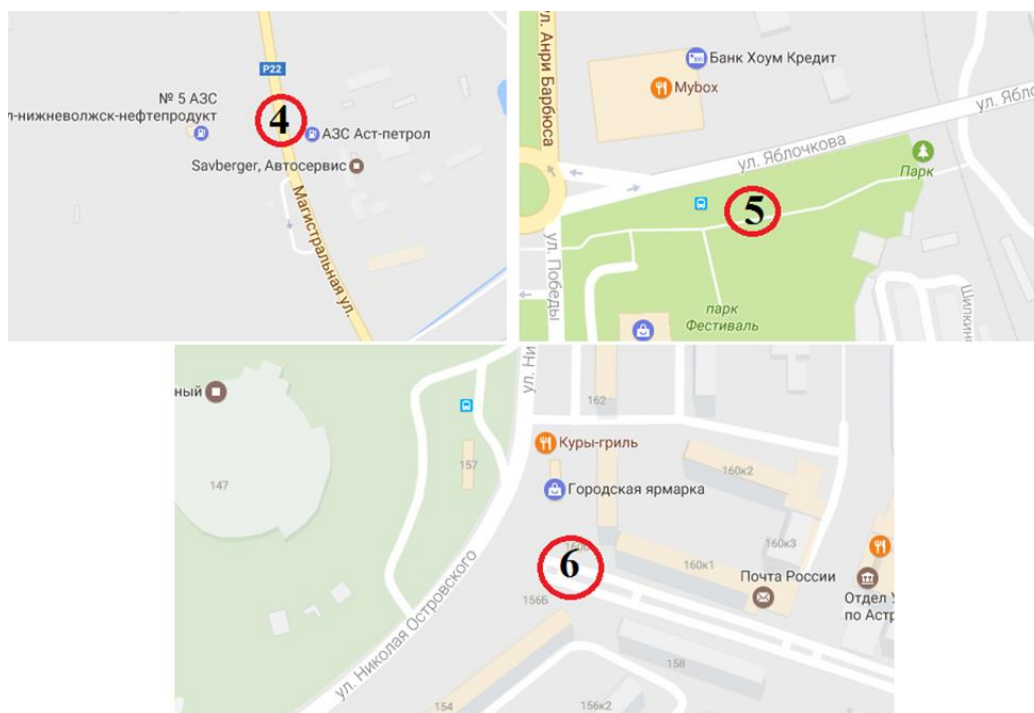 P22
№ 5 АЗС
л-нижневолжск-нефтепродукт
4
АЗС Аст-петрол
Savberger, Автосервис
Магистральная ул.
ул. Анри Барбюса
Банк Хоум Кредит
Mybox
ул. Яблочкова
ул. Яблочкова
Парк
5
ул. Победы
парк
Фестиваль
Шипкинс
ный
147
157
ул. Ни
162
Куры-гриль
160к2
Городская ярмарка
160к3
6
160к1
Почта России
Отдел У
по Астр
156Б
ул. Николая Островского
158
154
156к2